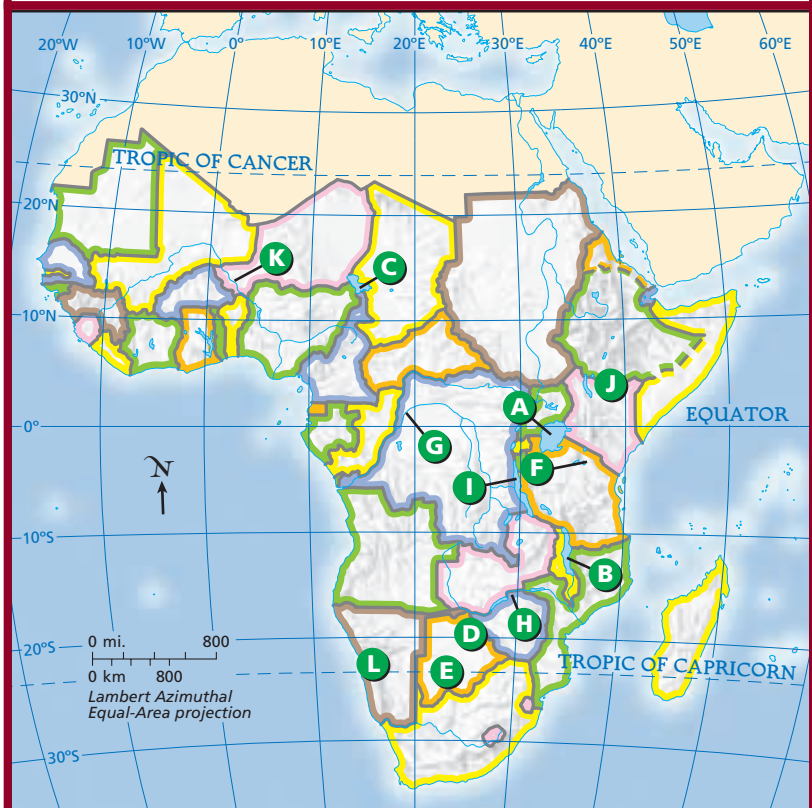 20°W 10°W 0° 10°E 20°E 30°E 40°E 50°E 60°E
30°N
TROPIC OF CANCER
20°N
K
C
10°N
J
A
EQUATOR
0°
G
F
I
N
10°S
B
H
D
0 mi. 800
20°S
TROPIC OF CAPRICORN
L
E
0 km 800
Lambert Azimuthal
Equal-Area projection
30°S